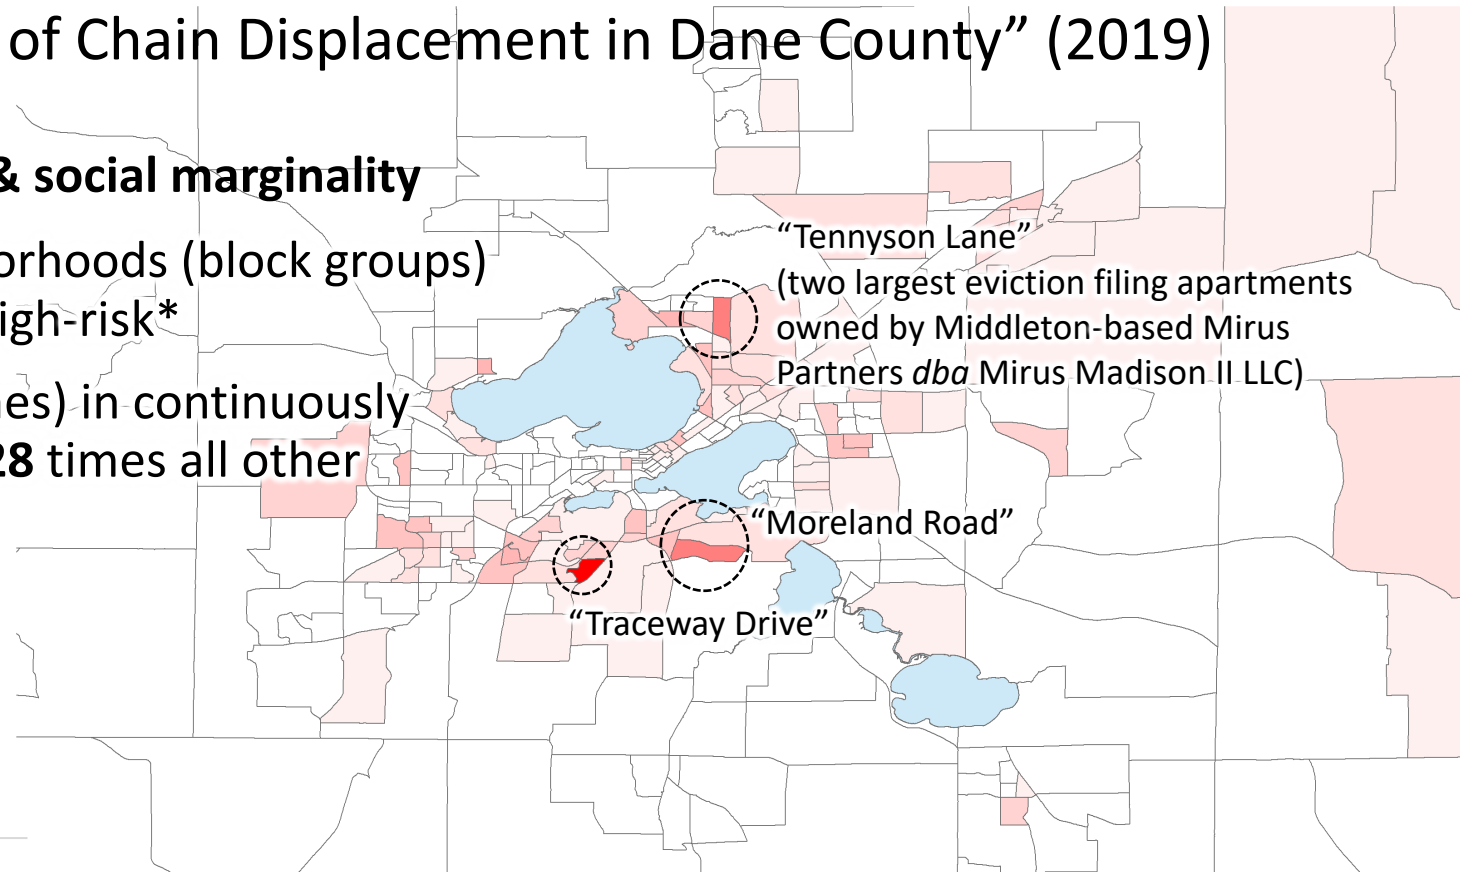 of Chain Displacement in Dane County” (2019)
& social marginality
orhoods (block groups)
igh-risk*
es) in continuously
28 times all other
“Tennyson Lane”
(two largest eviction filing apartments
owned by Middleton-based Mirus
Partners dba Mirus Madison II LLC)
“Moreland Road”
“Traceway Drive”